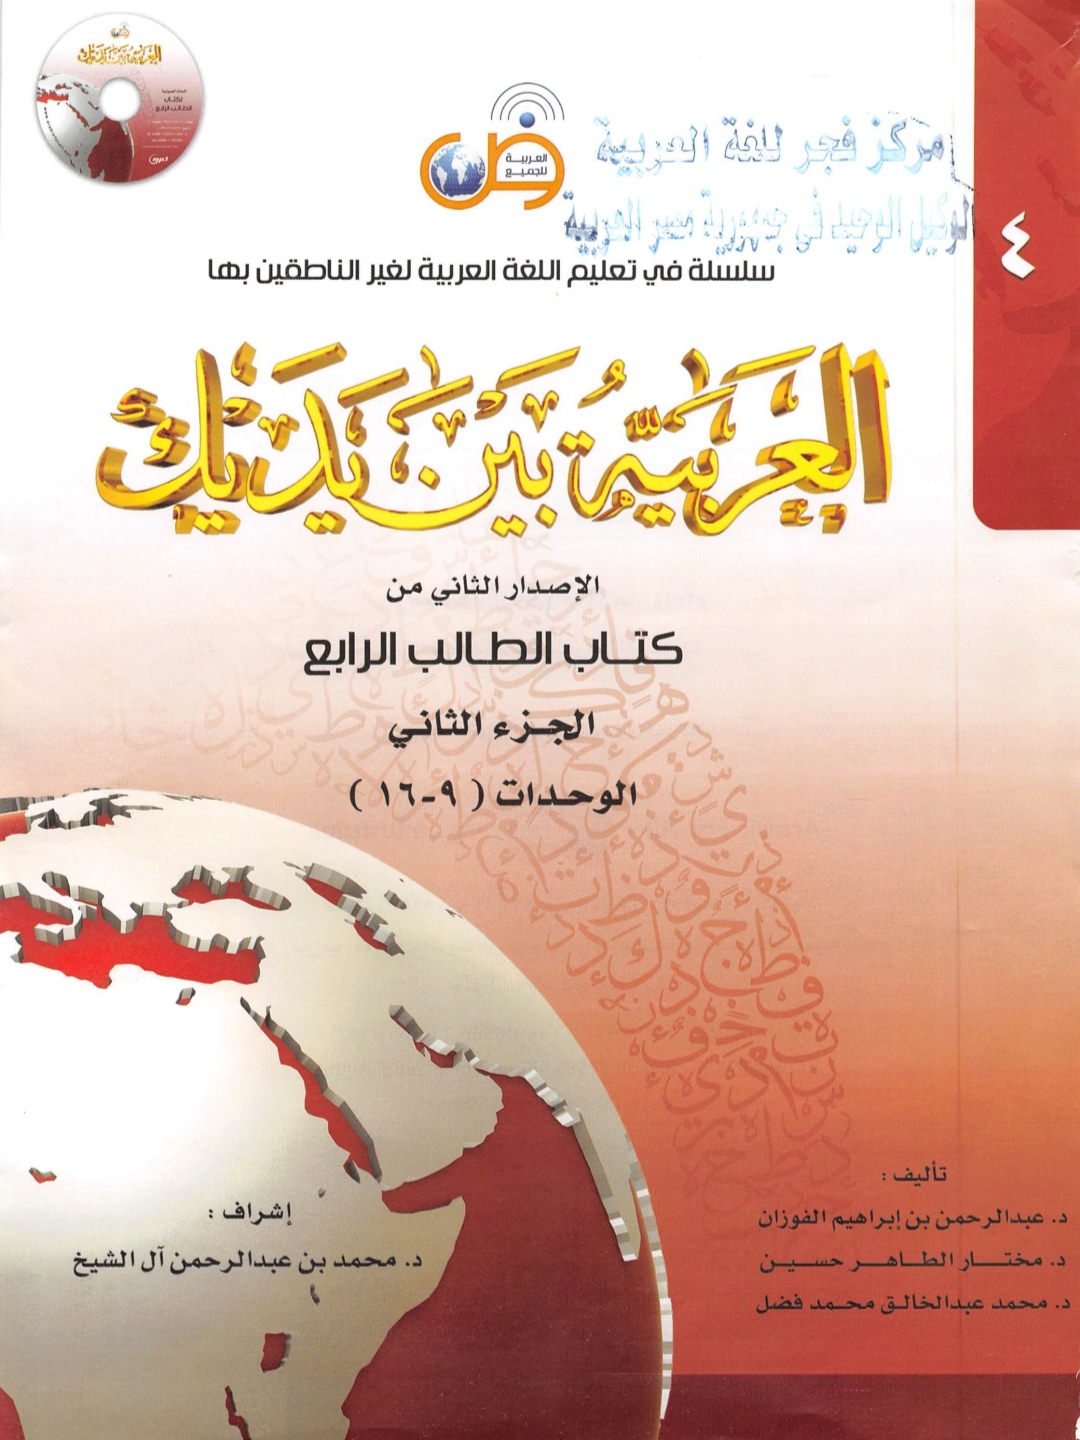 العربية بين يديك
العربية
للجميع
مركز فجر للغة العربية
الوكيل الوحيد في جمهورية مصر العربية
٤
سلسلة في تعليم اللغة العربية لغير الناطقين بها
العَرَبيَّةُ بَيْنَ يَدَيْكَ
الإصدار الثاني من
كتاب الطالب الرابع
الجزء الثاني
الوحدات ( ٩-١٦ )
تأليف :
د. عبدالرحمن بن إبراهيم الفوزان
د. مختار الطاهر حسين
د. محمد عبدالخالق محمد فضل
إشراف :
د. محمد بن عبدالرحمن آل الشيخ